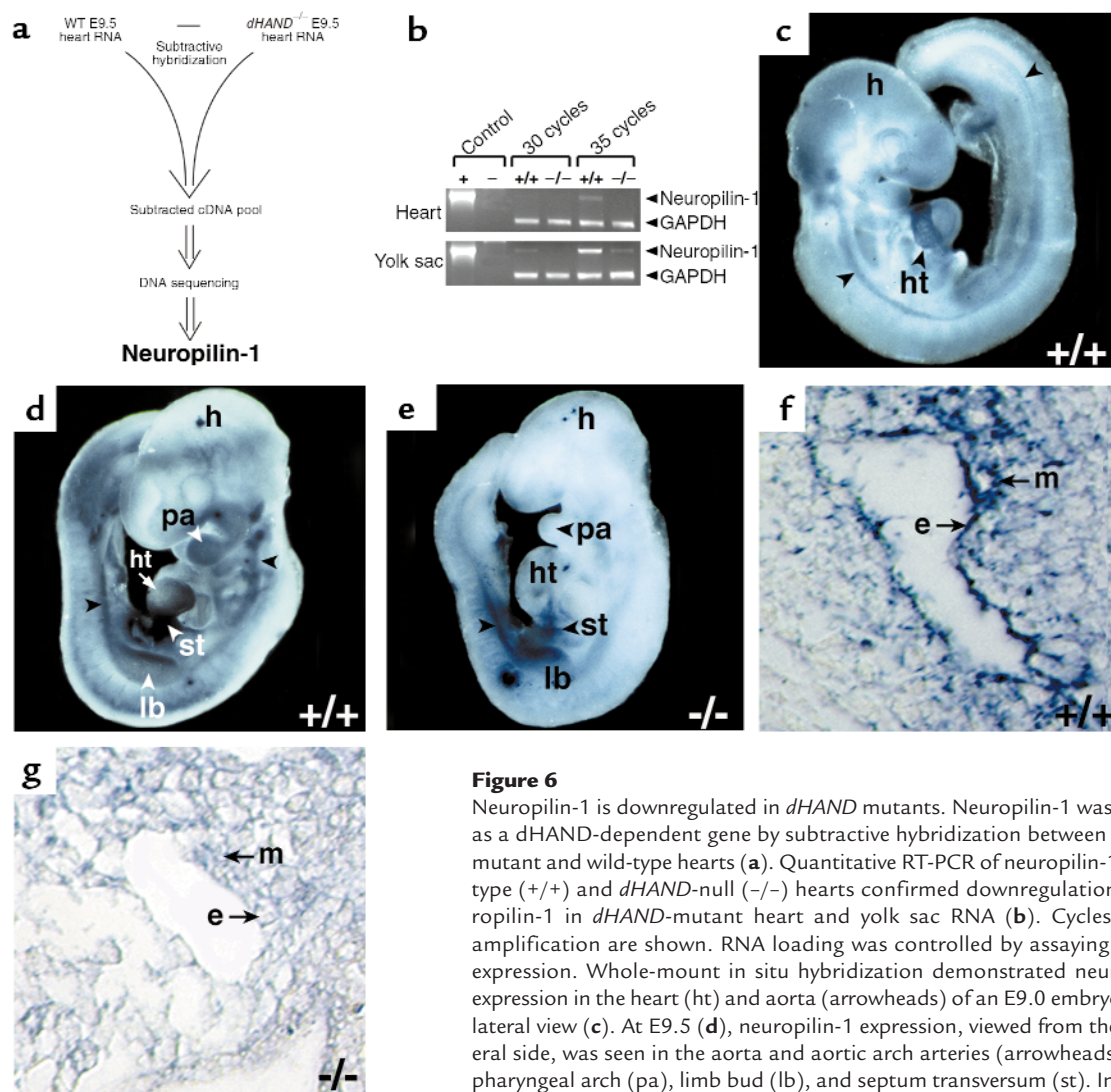 a
WT E9.5
heart RNA
—
dHAND–/– E9.5
heart RNA
Subtractive
hybridization
Subtracted cDNA pool
DNA sequencing
Neuropilin-1
b
Control
30 cycles
35 cycles
+ – +/+ –/– +/+ –/–
Heart
Neuropilin-1
GAPDH
Yolk sac
Neuropilin-1
GAPDH
c
h
ht
+/+
d
h
pa
ht
st
lb
+/+
e
h
pa
ht
st
lb
-/-
f
m
e
+/+
g
m
e
-/-
Figure 6
Neuropilin-1 is downregulated in dHAND mutants. Neuropilin-1 was
as a dHAND-dependent gene by subtractive hybridization between
mutant and wild-type hearts (a). Quantitative RT-PCR of neuropilin-1
type (+/+) and dHAND-null (–/–) hearts confirmed downregulation
ropilin-1 in dHAND-mutant heart and yolk sac RNA (b). Cycles
amplification are shown. RNA loading was controlled by assaying
expression. Whole-mount in situ hybridization demonstrated neu
expression in the heart (ht) and aorta (arrowheads) of an E9.0 embryo
lateral view (c). At E9.5 (d), neuropilin-1 expression, viewed from the
eral side, was seen in the aorta and aortic arch arteries (arrowheads
pharyngeal arch (pa), limb bud (lb), and septum transversum (st). In